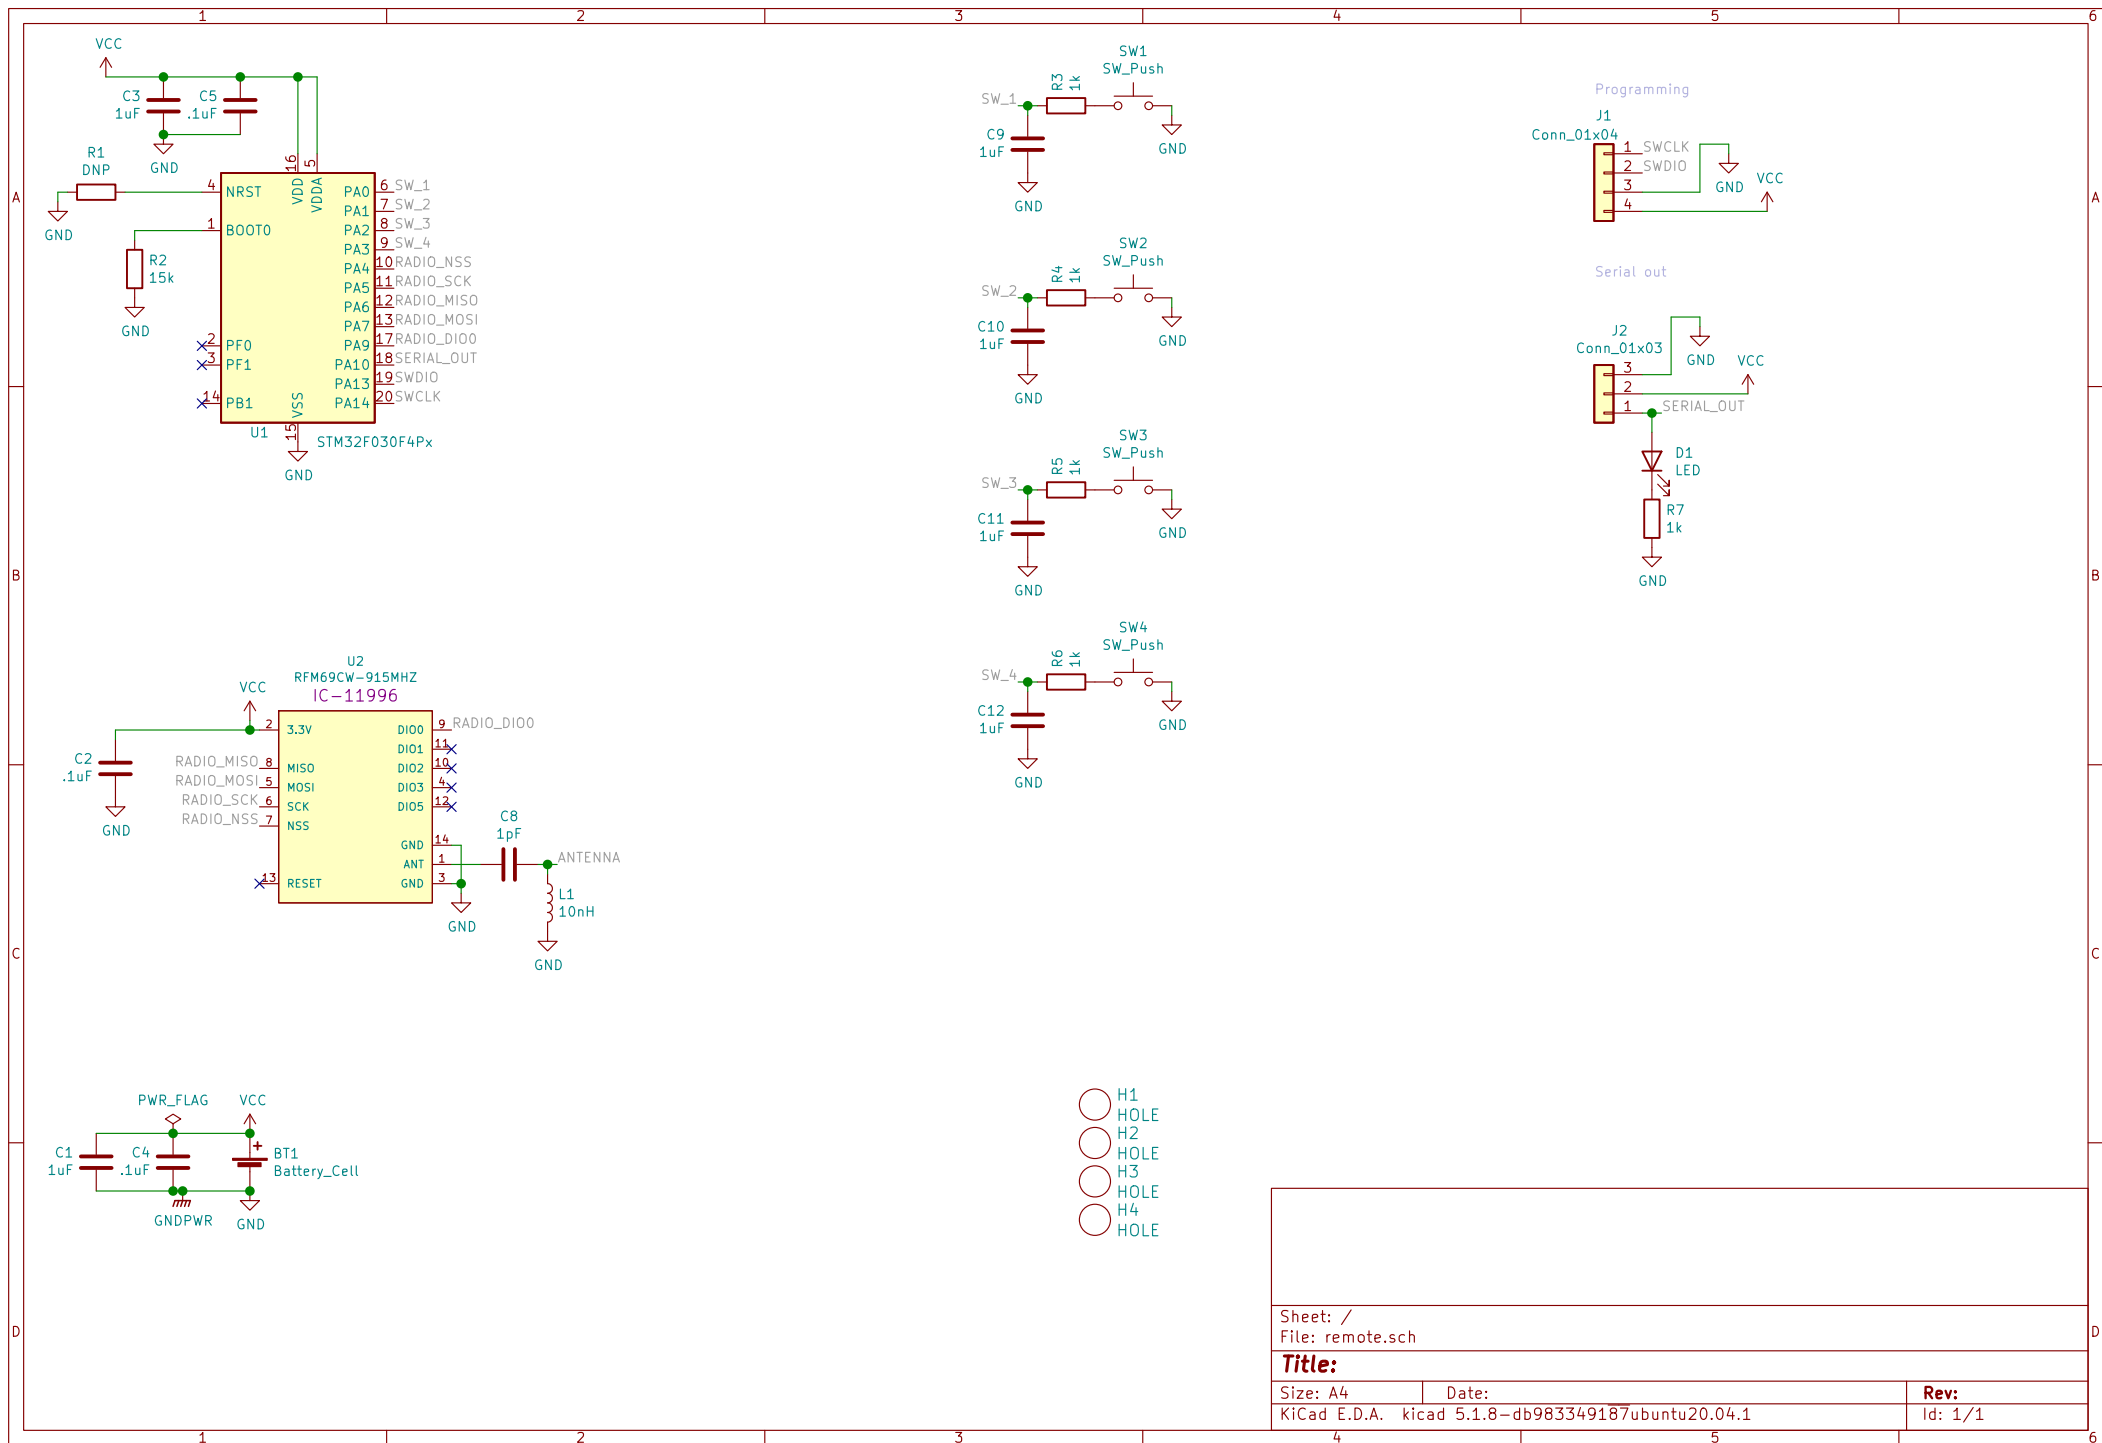 1 2 3 4 5 6
A
B
C
D
VCC
C3
1uF
C5
.1uF
GND
R1
DNP
GND
R2
15k
GND
16
5
VDD
VDDA
4 NRST
1 BOOT0
2 PF0
3 PF1
14 PB1
PA0 6 SW_1
PA1 7 SW_2
PA2 8 SW_3
PA3 9 SW_4
PA4 10 RADIO_NSS
PA5 11 RADIO_SCK
PA6 12 RADIO_MISO
PA7 13 RADIO_MOSI
PA9 17 RADIO_DIO0
PA10 18 SERIAL_OUT
PA13 19 SWDIO
PA14 20 SWCLK
VSS
15
U1
STM32F030F4Px
GND
U2
RFM69CW-915MHZ
IC-11996
VCC
C2
.1uF
GND
2 3.3V
RADIO_MISO 8 MISO
RADIO_MOSI 5 MOSI
RADIO_SCK 6 SCK
RADIO_NSS 7 NSS
13 RESET
DIO0 9 RADIO_DIO0
DIO1 11
DIO2 10
DIO3 4
DIO5 12
GND 14
ANT 1
GND 3
GND
C8
1pF
ANTENNA
L1
10nH
GND
PWR_FLAG
VCC
C1
1uF
C4
.1uF
+
BT1
Battery_Cell
GNDPWR
GND
SW1
SW_Push
R3
1k
SW_1
C9
1uF
GND
GND
SW2
SW_Push
R4
1k
SW_2
C10
1uF
GND
GND
SW3
SW_Push
R5
1k
SW_3
C11
1uF
GND
GND
SW4
SW_Push
R6
1k
SW_4
C12
1uF
GND
GND
H1
HOLE
H2
HOLE
H3
HOLE
H4
HOLE
Programming
J1
Conn_01x04
1 SWCLK
2 SWDIO
3
4
GND
VCC
Serial out
J2
Conn_01x03
3
2
1 SERIAL_OUT
GND
VCC
D1
LED
R7
1k
GND
Sheet: /
File: remote.sch
Title:
Size: A4 Date: Rev:
KiCad E.D.A. kicad 5.1.8-db983349187ubuntu20.04.1 Id: 1/1
A
B
C
D
1 2 3 4 5 6